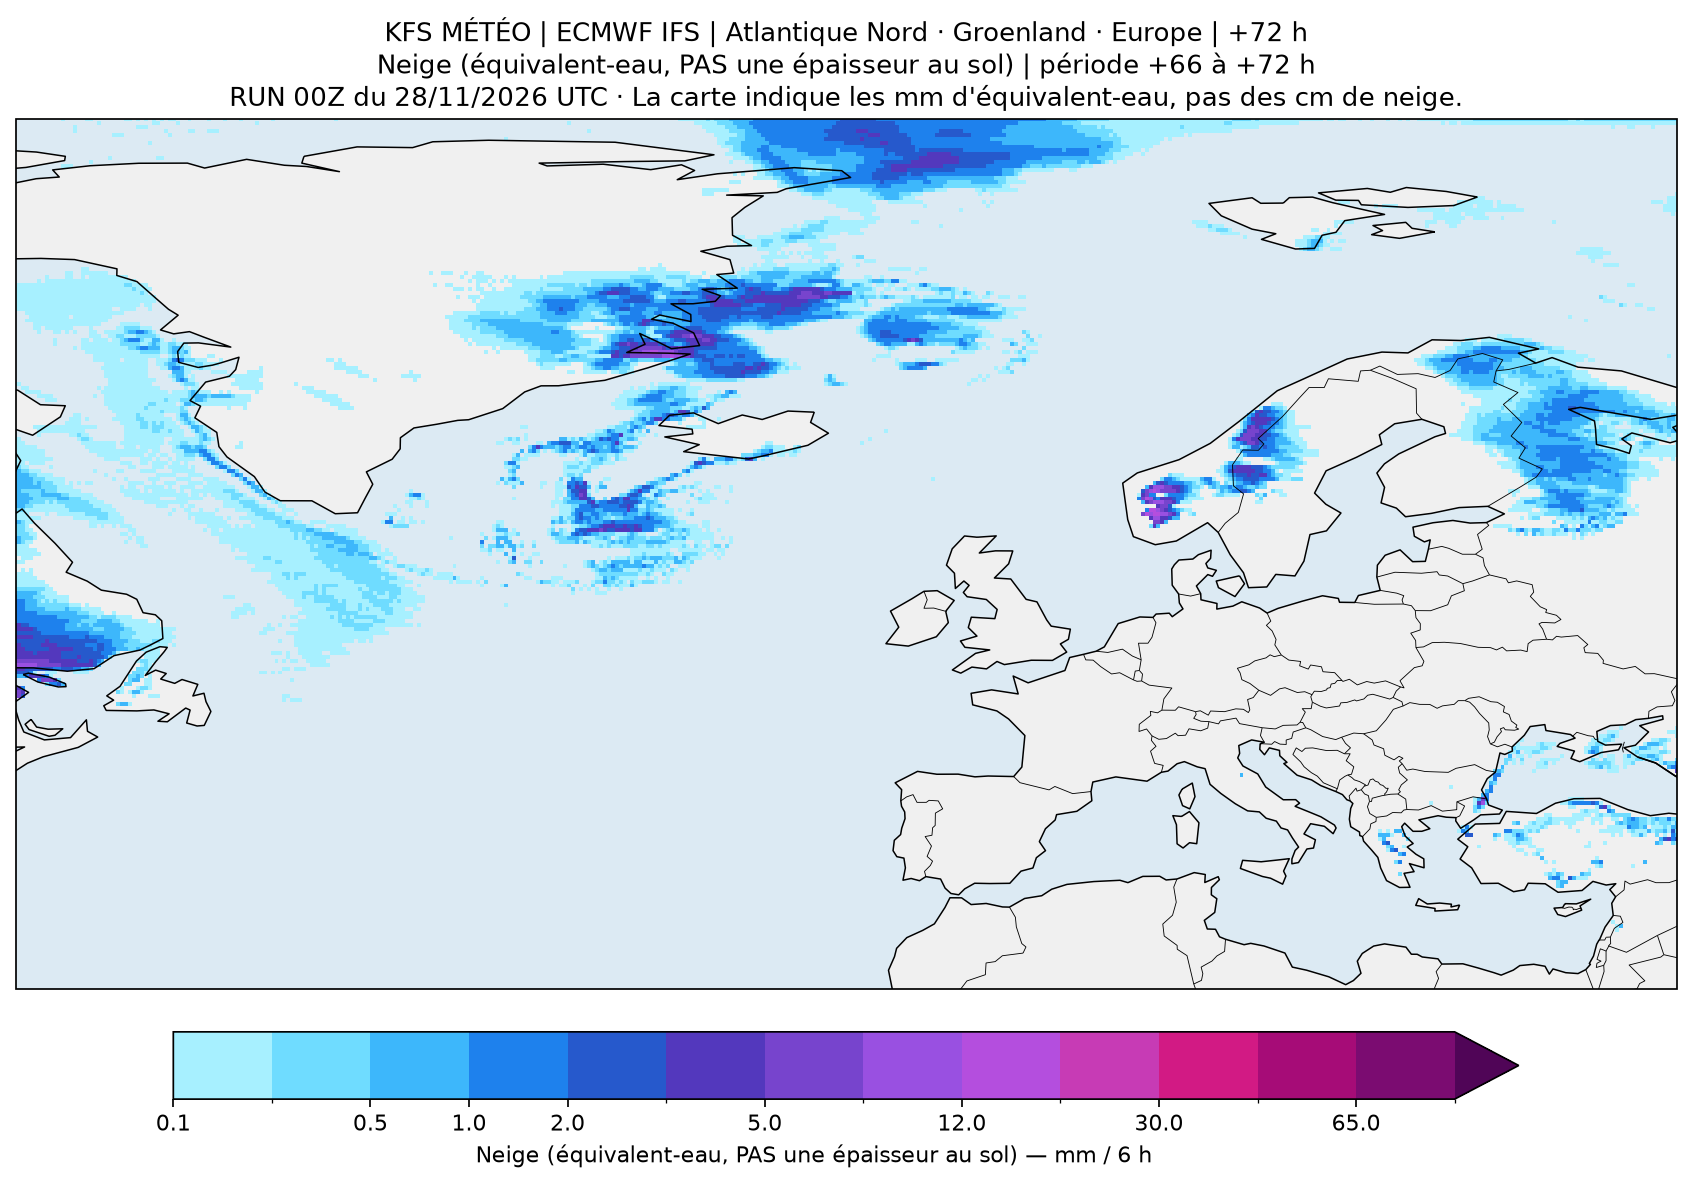 KFS MÉTÉO | ECMWF IFS | Atlantique Nord · Groenland · Europe | +72 h
Neige (équivalent-eau, PAS une épaisseur au sol) | période +66 à +72 h
RUN 00Z du 28/11/2026 UTC · La carte indique les mm d'équivalent-eau, pas des cm de neige.
0.1 0.5 1.0 2.0 5.0 12.0 30.0 65.0
Neige (équivalent-eau, PAS une épaisseur au sol) — mm / 6 h